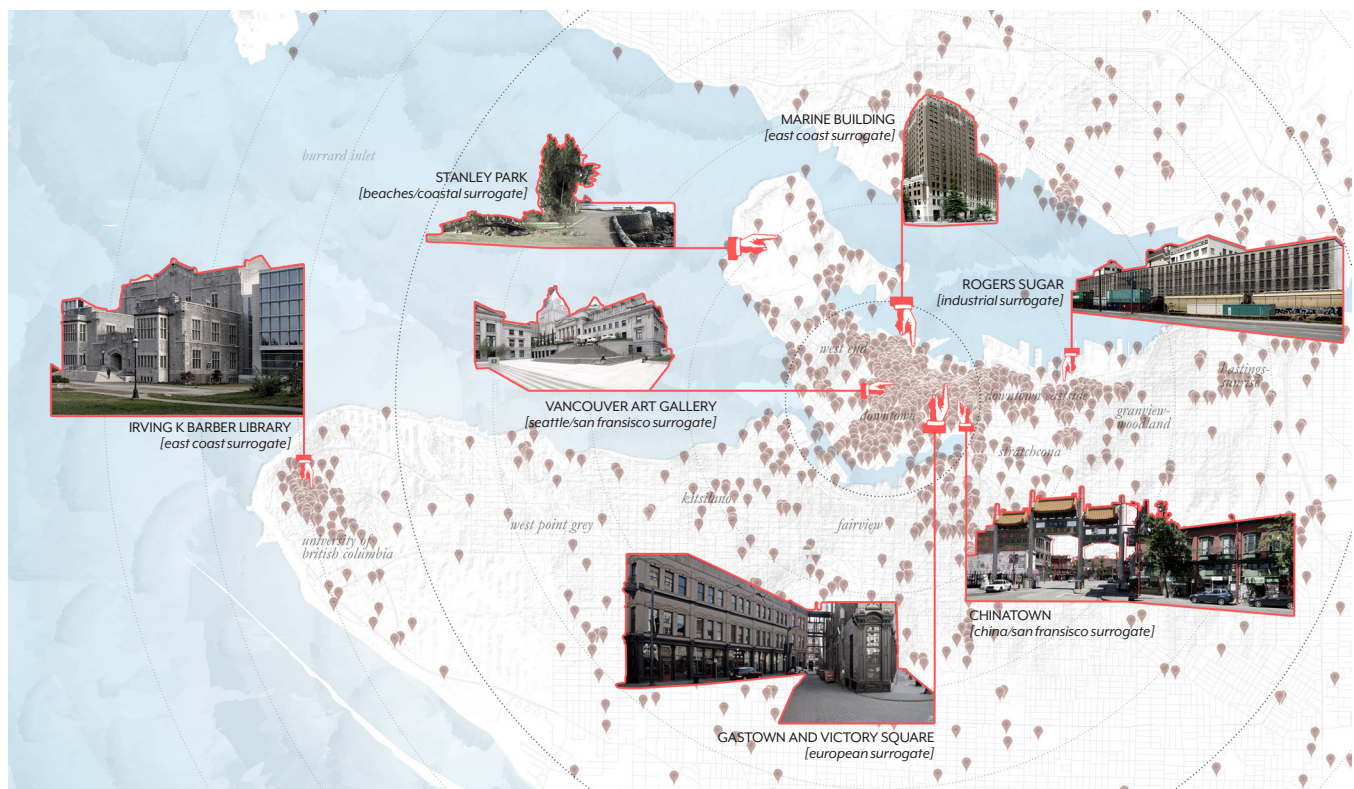 MARINE BUILDING
[east coast surrogate]
burrard inlet
STANLEY PARK
[beaches/coastal surrogate]
ROGERS SUGAR
[industrial surrogate]
west end
hastings-
sunrise
downtown eastside
downtown
granview-
woodland
VANCOUVER ART GALLERY
[seattle/san fransisco surrogate]
IRVING K BARBER LIBRARY
[east coast surrogate]
stratchcona
kitsilano
west point grey
fairview
university of
british columbia
CHINATOWN
[china/san fransisco surrogate]
GASTOWN AND VICTORY SQUARE
[european surrogate]